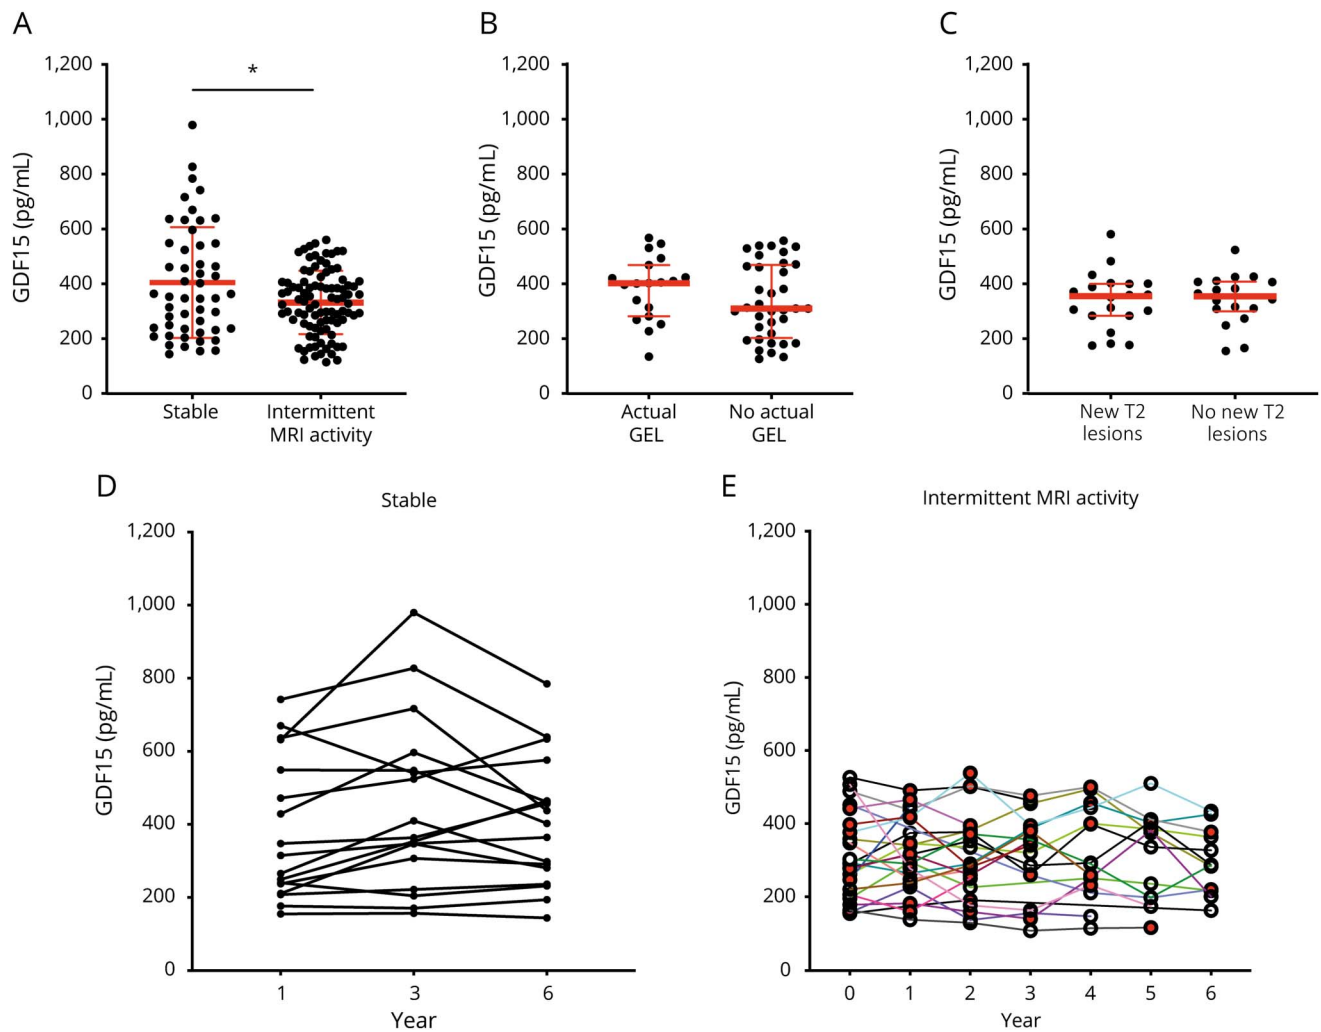 A
B
C
1,200
1,000
800
600
400
200
0
GDF15 (pg/mL)
*
Stable
Intermittent
MRI activity
1,200
1,000
800
600
400
200
0
GDF15 (pg/mL)
Actual
GEL
No actual
GEL
1,200
1,000
800
600
400
200
0
GDF15 (pg/mL)
New T2
lesions
No new T2
lesions
D
Stable
1,200
1,000
800
600
400
200
0
GDF15 (pg/mL)
1
3
6
Year
E
Intermittent MRI activity
1,200
1,000
800
600
400
200
0
GDF15 (pg/mL)
0
1
2
3
4
5
6
Year